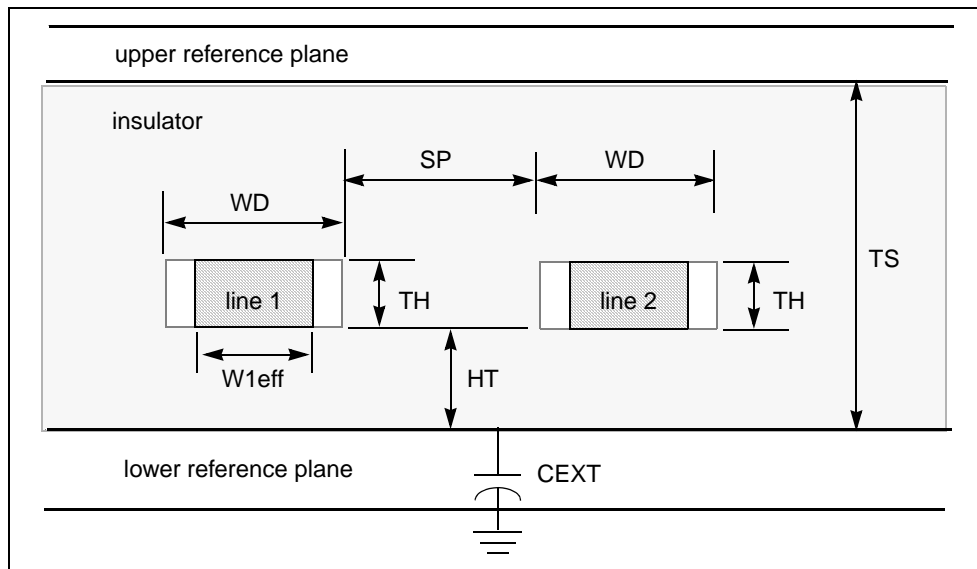 upper reference plane
insulator
SP
WD
WD
TS
line 1
TH
line 2
TH
W1eff
HT
lower reference plane
CEXT